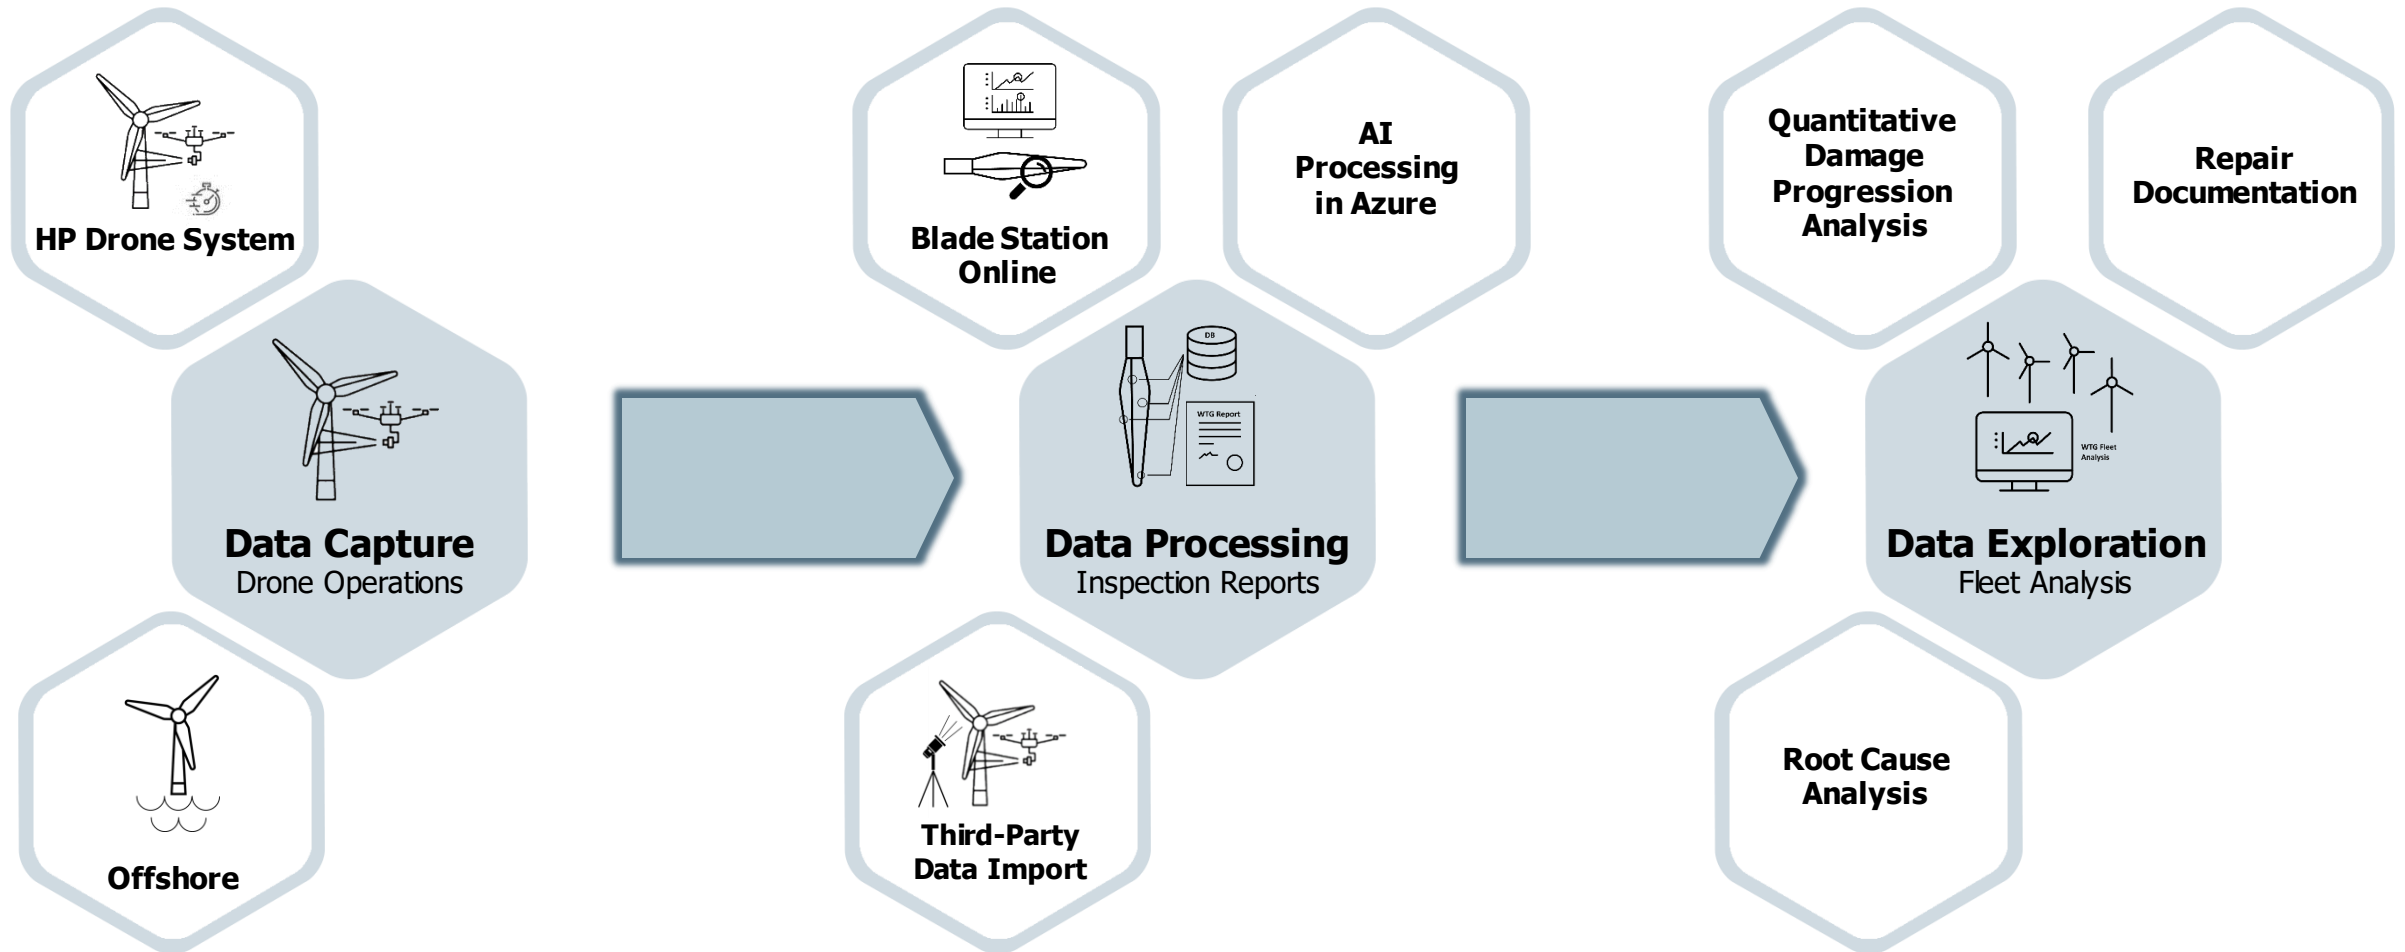 HP Drone System
Data Capture
Drone Operations
Offshore
Blade Station
Online
AI
Processing
in Azure
DB
WTG Report
Data Processing
Inspection Reports
Third-Party
Data Import
Quantitative
Damage
Progression
Analysis
Repair
Documentation
WTG Fleet
Analysis
Data Exploration
Fleet Analysis
Root Cause
Analysis